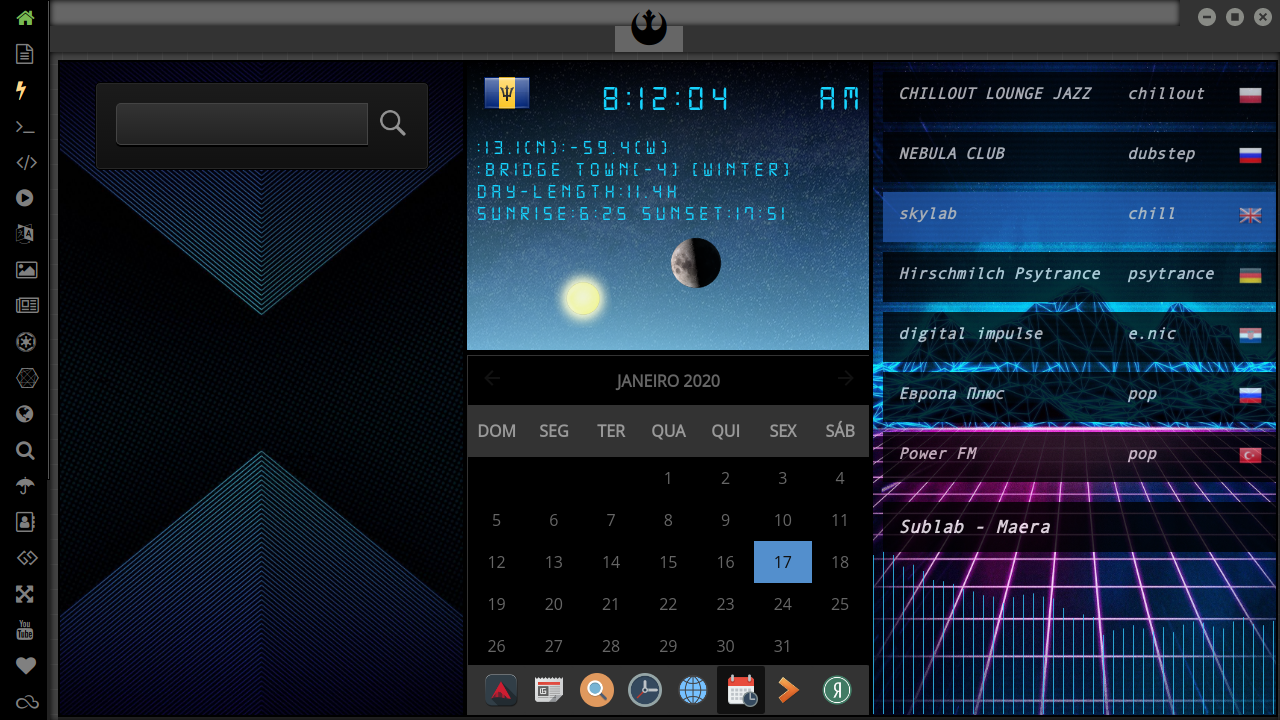 8:12:04 AM
:13.1(N):-59.4(W)
:BRIDGE TOWN[-4] [WINTER]
DAY-LENGTH:11.4H
SUNRISE:6:25 SUNSET:17:51
JANEIRO 2020
DOM SEG TER QUA QUI SEX SÁB
1 2 3 4
5 6 7 8 9 10 11
12 13 14 15 16 17 18
19 20 21 22 23 24 25
26 27 28 29 30 31
Я
CHILLOUT LOUNGE JAZZ chillout
NEBULA CLUB dubstep
skylab chill
Hirschmilch Psytrance psytrance
digital impulse e.nic
Европа Плюс pop
Power FM pop
Sublab - Maera
You
Tube